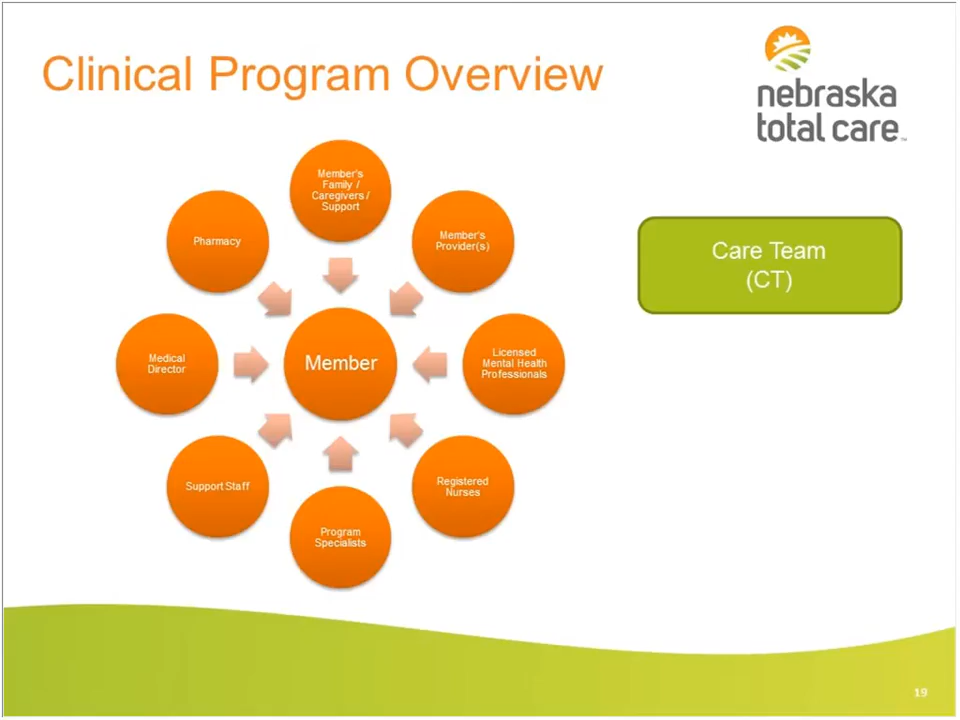 Clinical Program Overview
nebraska
total care™
Member's
Family /
Caregivers /
Support
Pharmacy
Member's
Provider(s)
Care Team
(CT)
Medical
Director
Member
Licensed
Mental Health
Professionals
Support Staff
Registered
Nurses
Program
Specialists
19